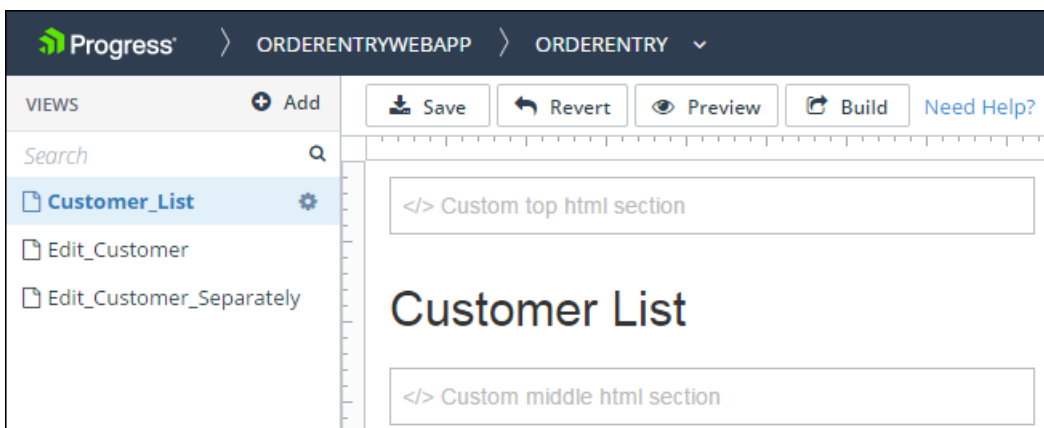 Progress ORDERENTRYWEBAPP ORDERENTRY
VIEWS Add
Save Revert Preview Build Need Help?
Search
Customer_List
Edit_Customer
Edit_Customer_Separately
</> Custom top html section
Customer List
</> Custom middle html section